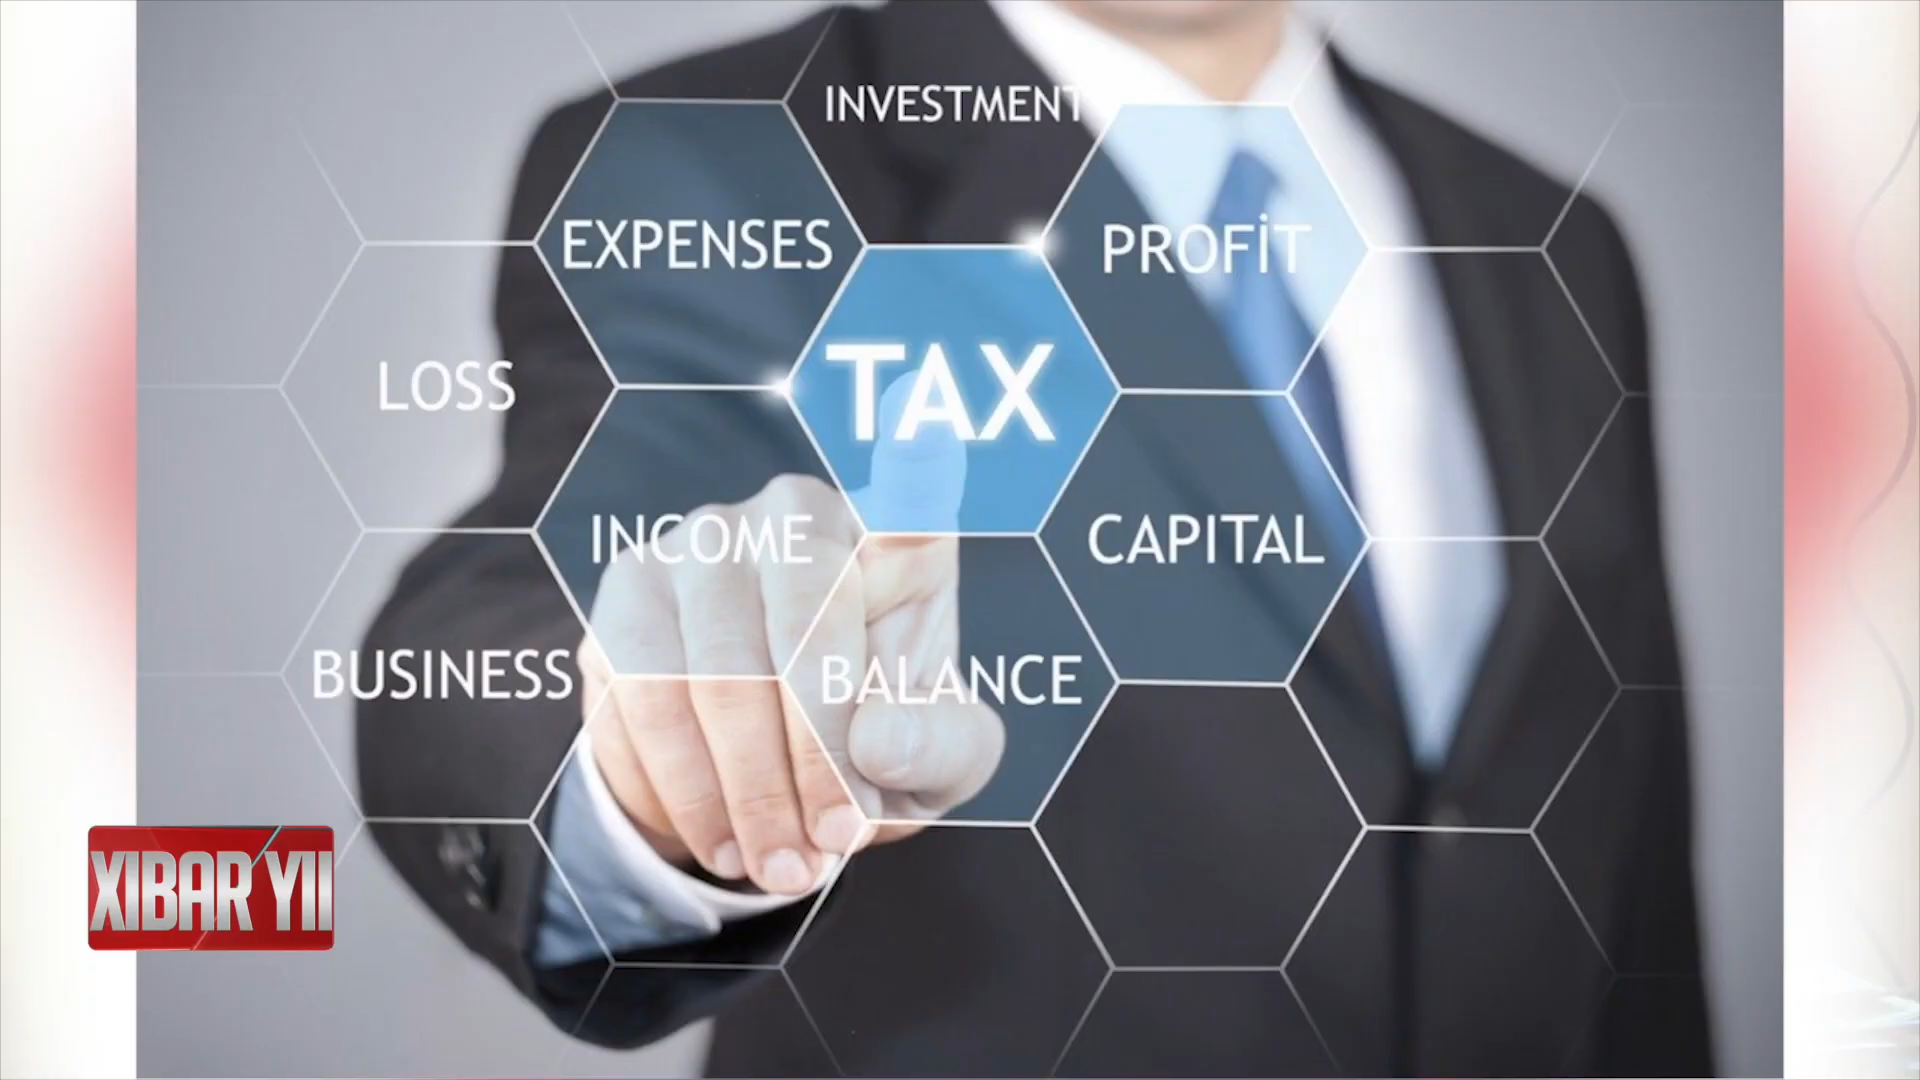 INVESTMENT
EXPENSES
PROFİT
TAX
LOSS
INCOME
CAPITAL
BUSINESS
BALANCE
XIBAR YII